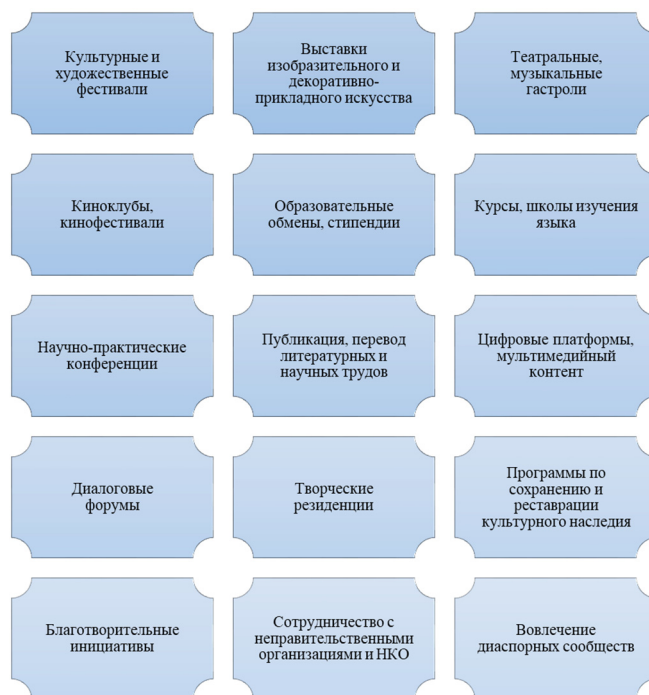 Культурные и
художественные
фестивали
Выставки
изобразительного и
декоративно-
прикладного искусства
Театральные,
музыкальные
гастроли
Киноклубы,
кинофестивали
Образовательные
обмены, стипендии
Курсы, школы изучения
языка
Научно-практические
конференции
Публикация, перевод
литературных и
научных трудов
Цифровые платформы,
мультимедийный
контент
Диалоговые
форумы
Творческие
резиденции
Программы по
сохранению и
реставрации
культурного наследия
Благотворительные
инициативы
Сотрудничество с
неправительственными
организациями и НКО
Вовлечение
диаспорных сообществ